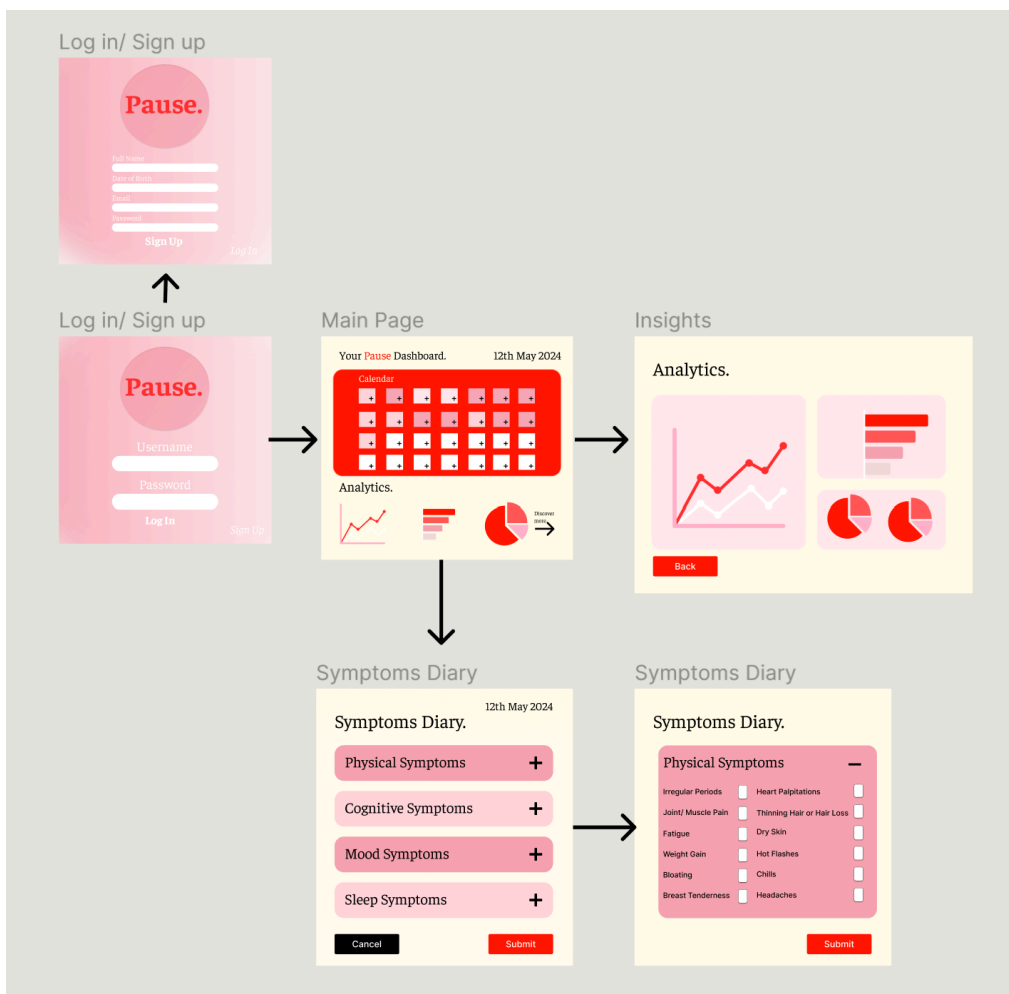 Log in/ Sign up
Pause.
Full Name
Date of Birth
Email
Password
Sign Up
Log In
Log in/ Sign up
Pause.
Username
Password
Log In
Sign Up
Main Page
Your Pause Dashboard.
12th May 2024
Calendar
+ + + + + + +
+ + + + + + +
+ + + + + + +
+ + + + + + +
Analytics.
Discover
more
Insights
Analytics.
Back
Symptoms Diary
12th May 2024
Symptoms Diary.
Physical Symptoms +
Cognitive Symptoms +
Mood Symptoms +
Sleep Symptoms +
Cancel
Submit
Symptoms Diary
Symptoms Diary.
Physical Symptoms –
Irregular Periods
Heart Palpitations
Joint/ Muscle Pain
Thinning Hair or Hair Loss
Fatigue
Dry Skin
Weight Gain
Hot Flashes
Bloating
Chills
Breast Tenderness
Headaches
Submit